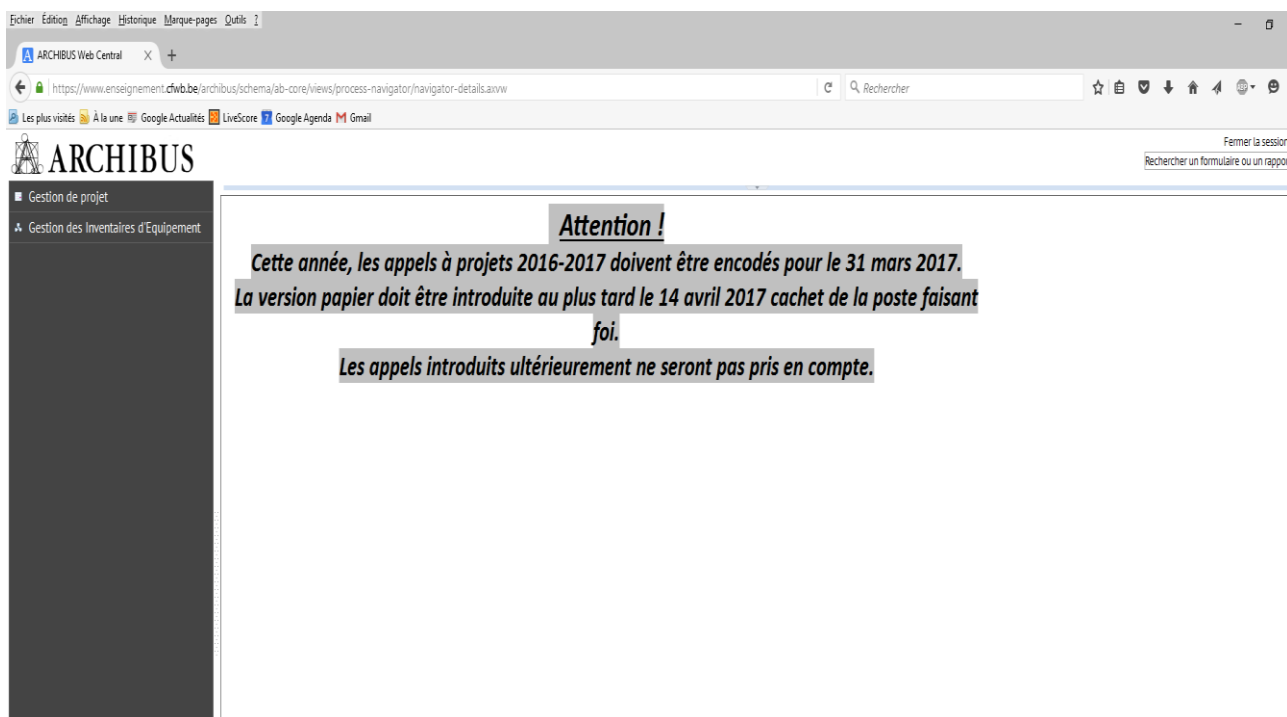 Fichier Édition Affichage Historique Marque-pages Outils ?
ARCHIBUS Web Central
https://www.enseignement.cfwb.be/archibus/schema/ab-core/views/process-navigator/navigator-details.axvw
Rechercher
Les plus visités À la une Google Actualités LiveScore Google Agenda Gmail
ARCHIBUS
Fermer la session
Rechercher un formulaire ou un rappo
Gestion de projet
Gestion des Inventaires d'Equipement
Attention !
Cette année, les appels à projets 2016-2017 doivent être encodés pour le 31 mars 2017.
La version papier doit être introduite au plus tard le 14 avril 2017 cachet de la poste faisant
foi.
Les appels introduits ultérieurement ne seront pas pris en compte.